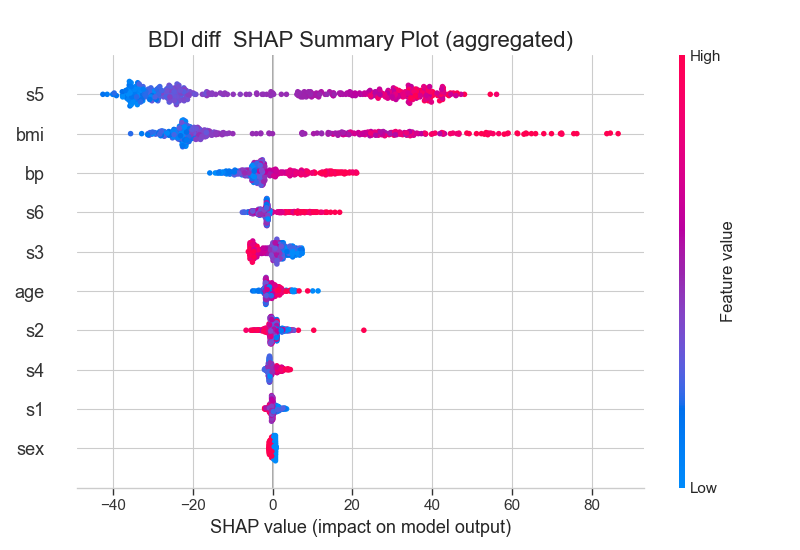 BDI diff  SHAP Summary Plot (aggregated)
High
s5
bmi
bp
s6
s3
age
s2
s4
s1
sex
Feature value
Low
−40 −20 0 20 40 60 80
SHAP value (impact on model output)